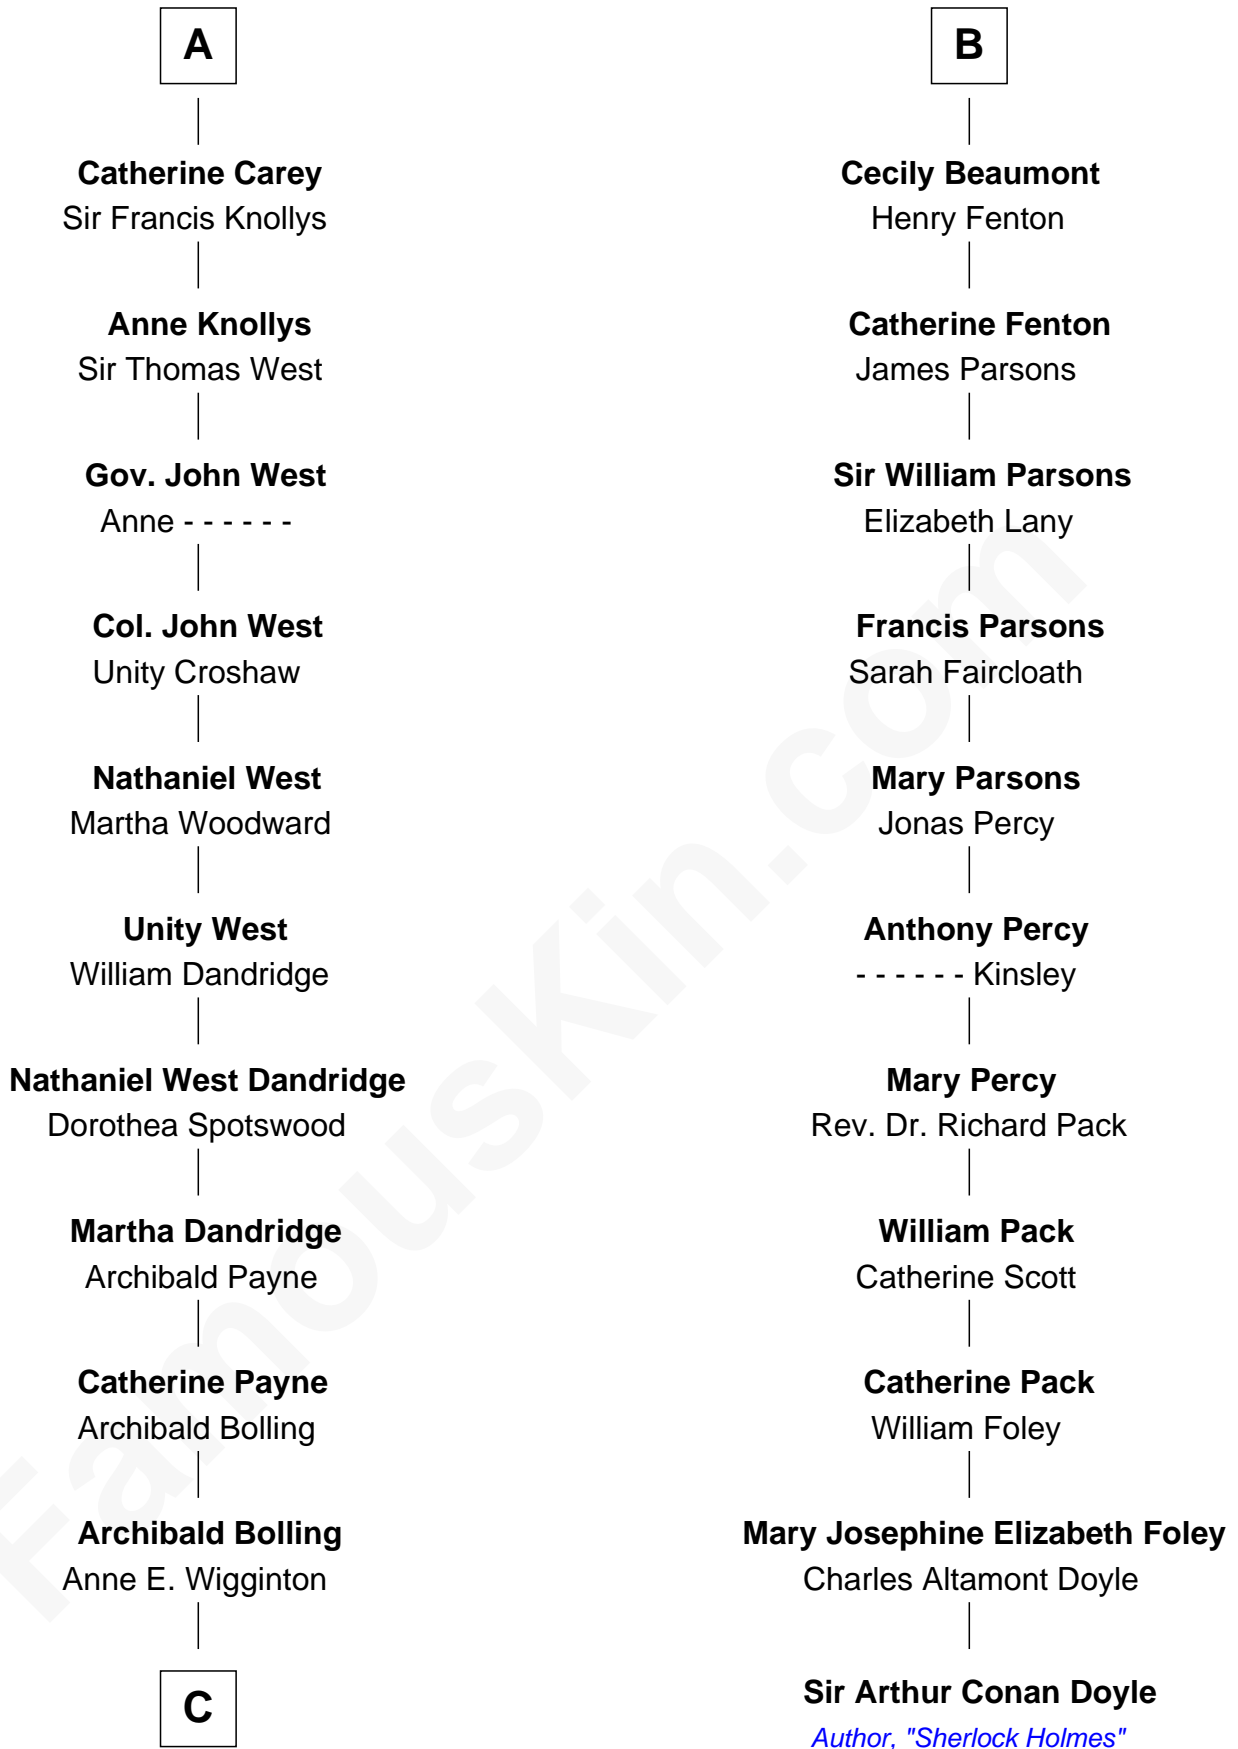 A
Catherine Carey
Sir Francis Knollys
Anne Knollys
Sir Thomas West
Gov. John West
Anne - - - - - -
Col. John West
Unity Croshaw
Nathaniel West
Martha Woodward
Unity West
William Dandridge
Nathaniel West Dandridge
Dorothea Spotswood
Martha Dandridge
Archibald Payne
Catherine Payne
Archibald Bolling
Archibald Bolling
Anne E. Wigginton
C
B
Cecily Beaumont
Henry Fenton
Catherine Fenton
James Parsons
Sir William Parsons
Elizabeth Lany
Francis Parsons
Sarah Faircloath
Mary Parsons
Jonas Percy
Anthony Percy
- - - - - - Kinsley
Mary Percy
Rev. Dr. Richard Pack
William Pack
Catherine Scott
Catherine Pack
William Foley
Mary Josephine Elizabeth Foley
Charles Altamont Doyle
Sir Arthur Conan Doyle
Author, "Sherlock Holmes"
FamousKin.com